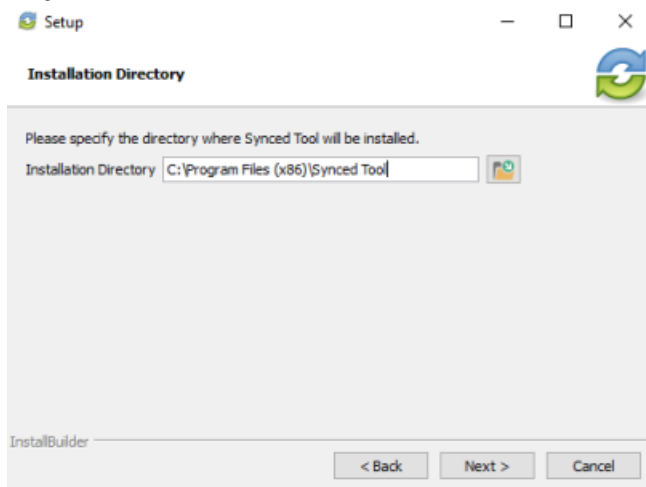 Setup
Installation Directory
Please specify the directory where Synced Tool will be installed.
Installation Directory C:\Program Files (x86)\Synced Tool
InstallBuilder
< Back Next > Cancel